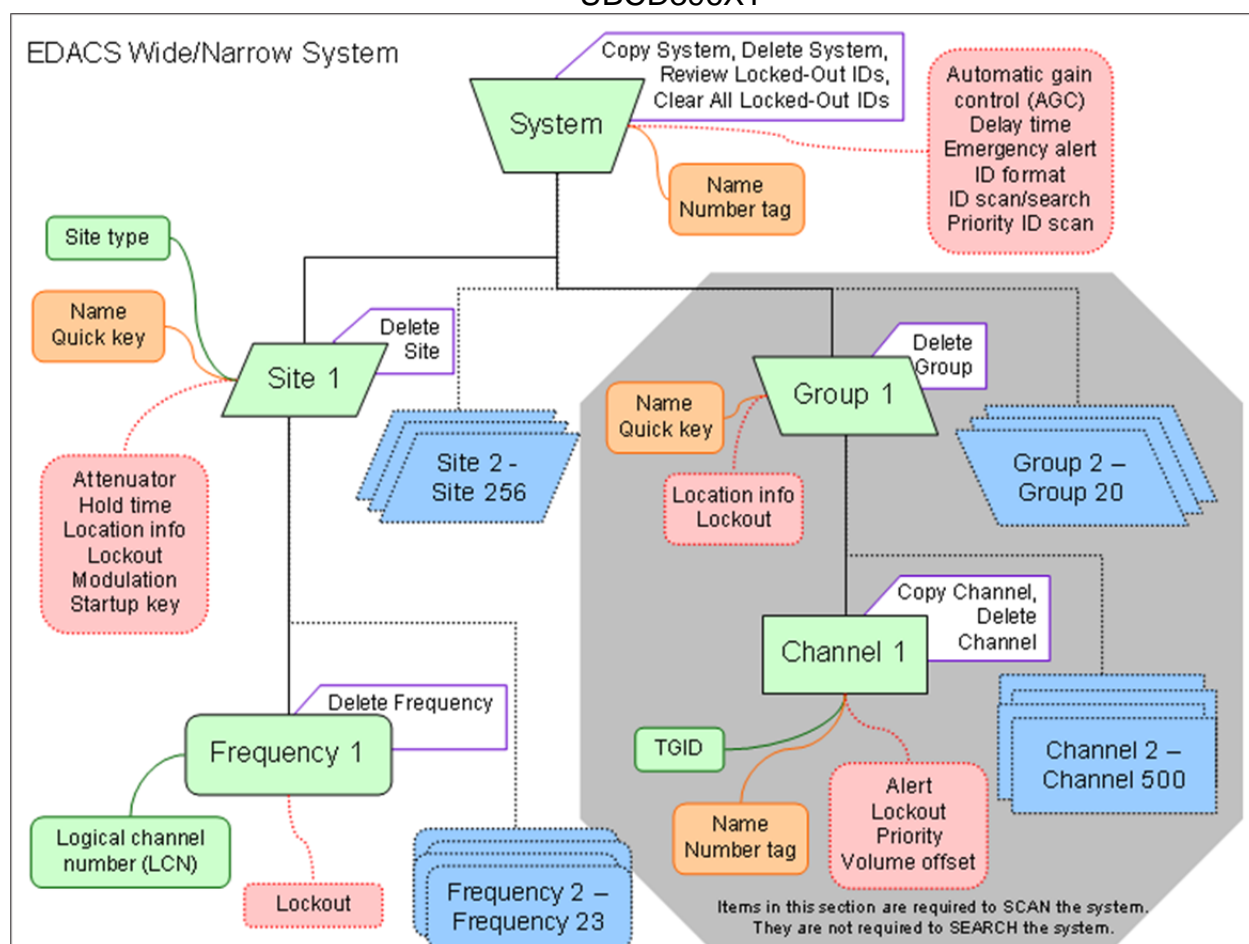 EDACS Wide/Narrow System
Copy System, Delete System,
Review Locked-Out IDs,
Clear All Locked-Out IDs
System
Automatic gain
control (AGC)
Delay time
Emergency alert
ID format
ID scan/search
Priority ID scan
Name
Number tag
Site type
Name
Quick key
Delete
Site
Site 1
Attenuator
Hold time
Location info
Lockout
Modulation
Startup key
Site 2 -
Site 256
Delete
Group
Group 1
Name
Quick key
Location info
Lockout
Group 2 –
Group 20
Copy Channel,
Delete
Channel
Channel 1
TGID
Name
Number tag
Alert
Lockout
Priority
Volume offset
Channel 2 –
Channel 500
Delete Frequency
Frequency 1
Logical channel
number (LCN)
Lockout
Frequency 2 –
Frequency 23
Items in this section are required to SCAN the system.
They are not required to SEARCH the system.